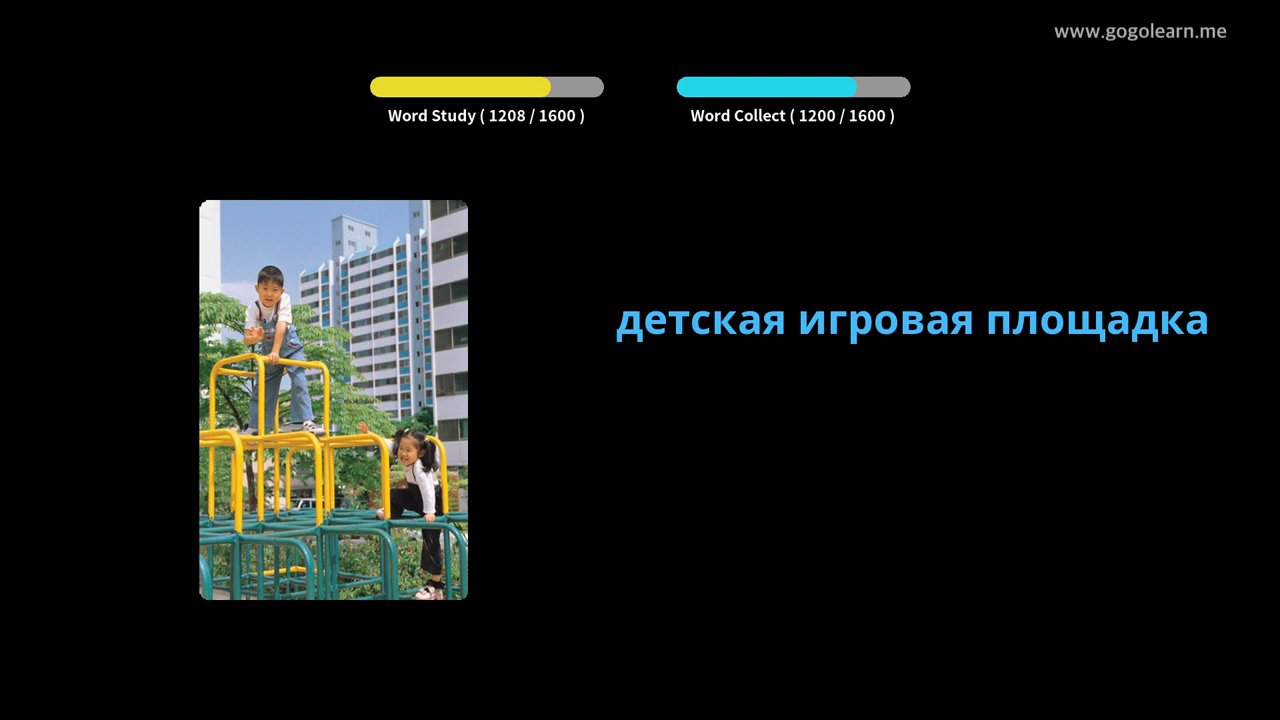 www.gogolearn.me
Word Study ( 1208 / 1600 )
Word Collect ( 1200 / 1600 )
детская игровая площадка